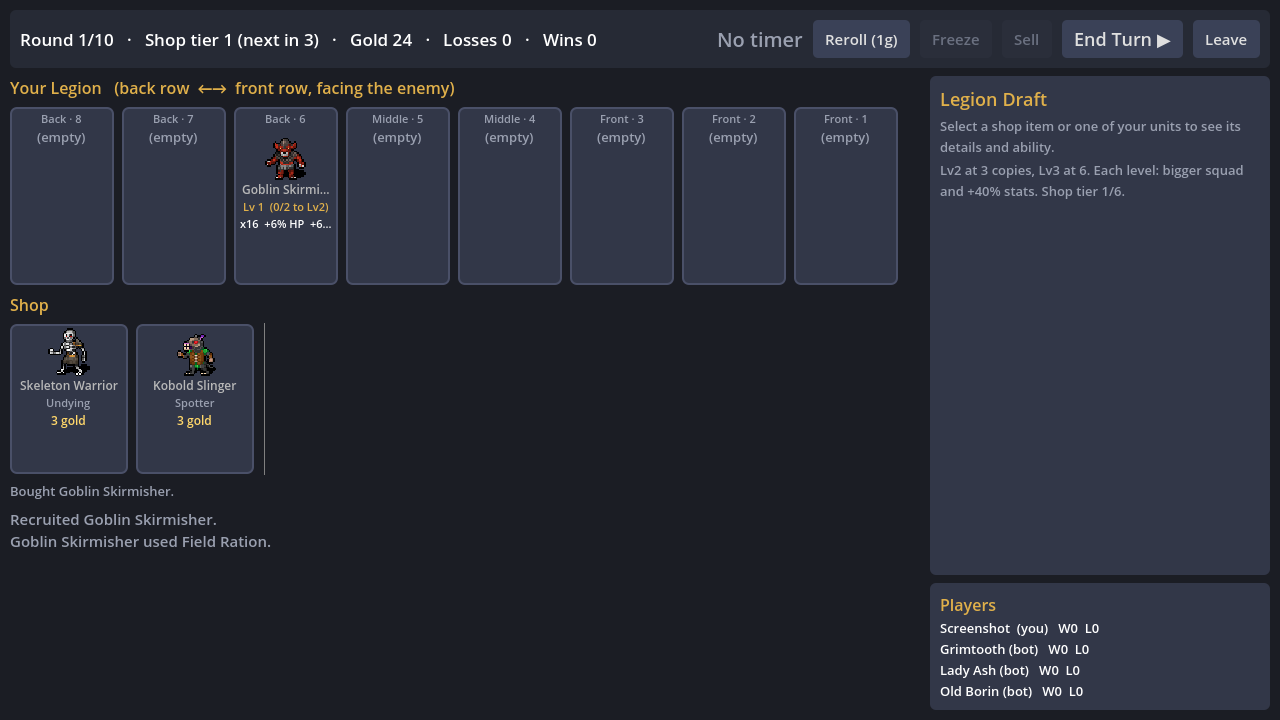 Round 1/10 · Shop tier 1 (next in 3) · Gold 24 · Losses 0 · Wins 0
No timer
Reroll (1g)
Freeze
Sell
End Turn ▶
Leave
Your Legion (back row ←→ front row, facing the enemy)
Back · 8
(empty)
Back · 7
(empty)
Back · 6
Goblin Skirmi...
Lv 1 (0/2 to Lv2)
x16 +6% HP +6...
Middle · 5
(empty)
Middle · 4
(empty)
Front · 3
(empty)
Front · 2
(empty)
Front · 1
(empty)
Shop
Skeleton Warrior
Undying
3 gold
Kobold Slinger
Spotter
3 gold
Bought Goblin Skirmisher.
Recruited Goblin Skirmisher.
Goblin Skirmisher used Field Ration.
Legion Draft
Select a shop item or one of your units to see its
details and ability.
Lv2 at 3 copies, Lv3 at 6. Each level: bigger squad
and +40% stats. Shop tier 1/6.
Players
Screenshot (you) W0 L0
Grimtooth (bot) W0 L0
Lady Ash (bot) W0 L0
Old Borin (bot) W0 L0